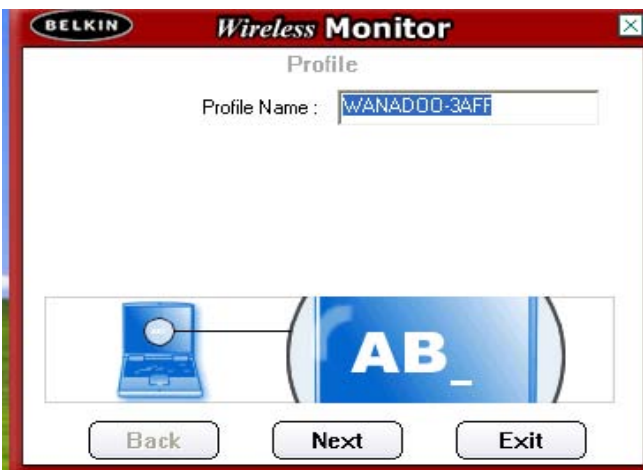 BELKIN Wireless Monitor
Profile
Profile Name : WANADOO-3AFF
AB_
Back Next Exit